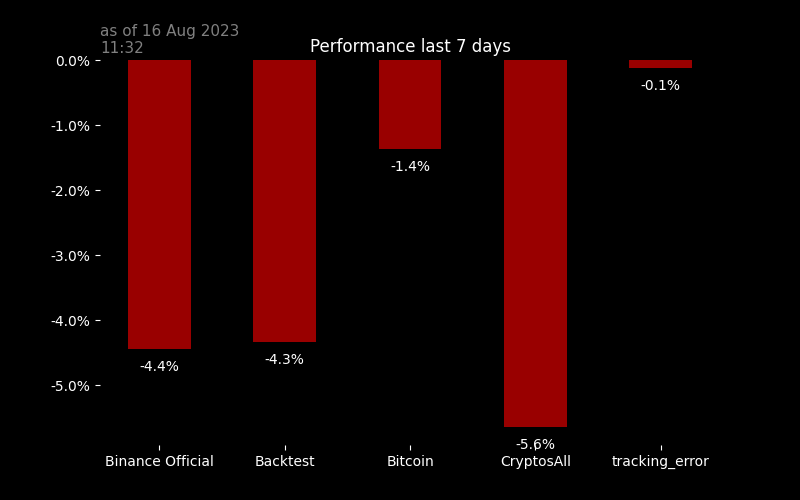 as of 16 Aug 2023
11:32
Performance last 7 days
0.0%
-1.0%
-2.0%
-3.0%
-4.0%
-5.0%
-4.4%
-4.3%
-1.4%
-5.6%
-0.1%
Binance Official
Backtest
Bitcoin
CryptosAll
tracking_error